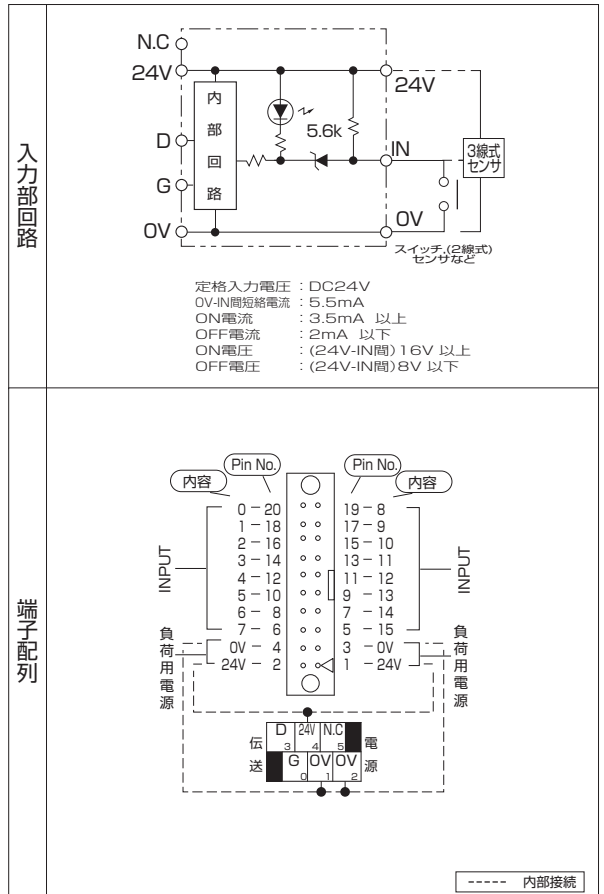 入力部回路
N.C
24V
24V
内部回路
5.6k
D
IN
3線式
センサ
G
0V
0V
スイッチ,(2線式)
センサなど
定格入力電圧 : DC24V
0V-IN間短絡電流 : 5.5mA
ON電流 : 3.5mA 以上
OFF電流 : 2mA 以下
ON電圧 : (24V-IN間)16V 以上
OFF電圧 : (24V-IN間)8V 以下
端子配列
内容 Pin No. Pin No. 内容
INPUT
0 - 20 19 - 8
1 - 18 17 - 9
2 - 16 15 - 10
3 - 14 13 - 11
4 - 12 11 - 12
5 - 10 9 - 13
6 - 8 7 - 14
7 - 6 5 - 15
INPUT
負荷用電源
0V - 4 3 - 0V
24V - 2 1 - 24V
負荷用電源
伝送
D 3 24V 4 N.C 5
G 0 0V 1 0V 2
電源
----- 内部接続